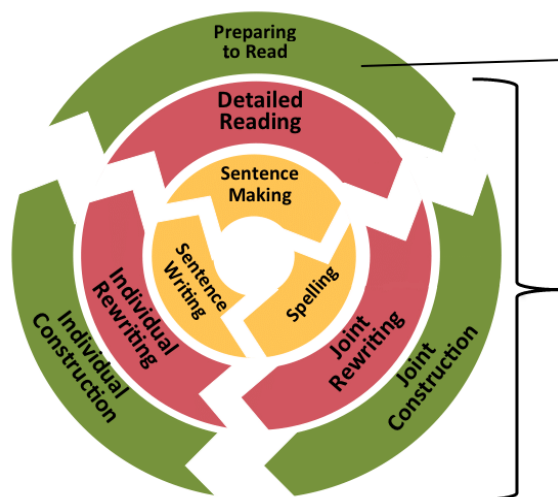 Preparing
to Read
Detailed
Reading
Sentence
Making
Sentence
Writing
Spelling
Individual
Rewriting
Joint
Rewriting
Individual
Construction
Joint
Construction